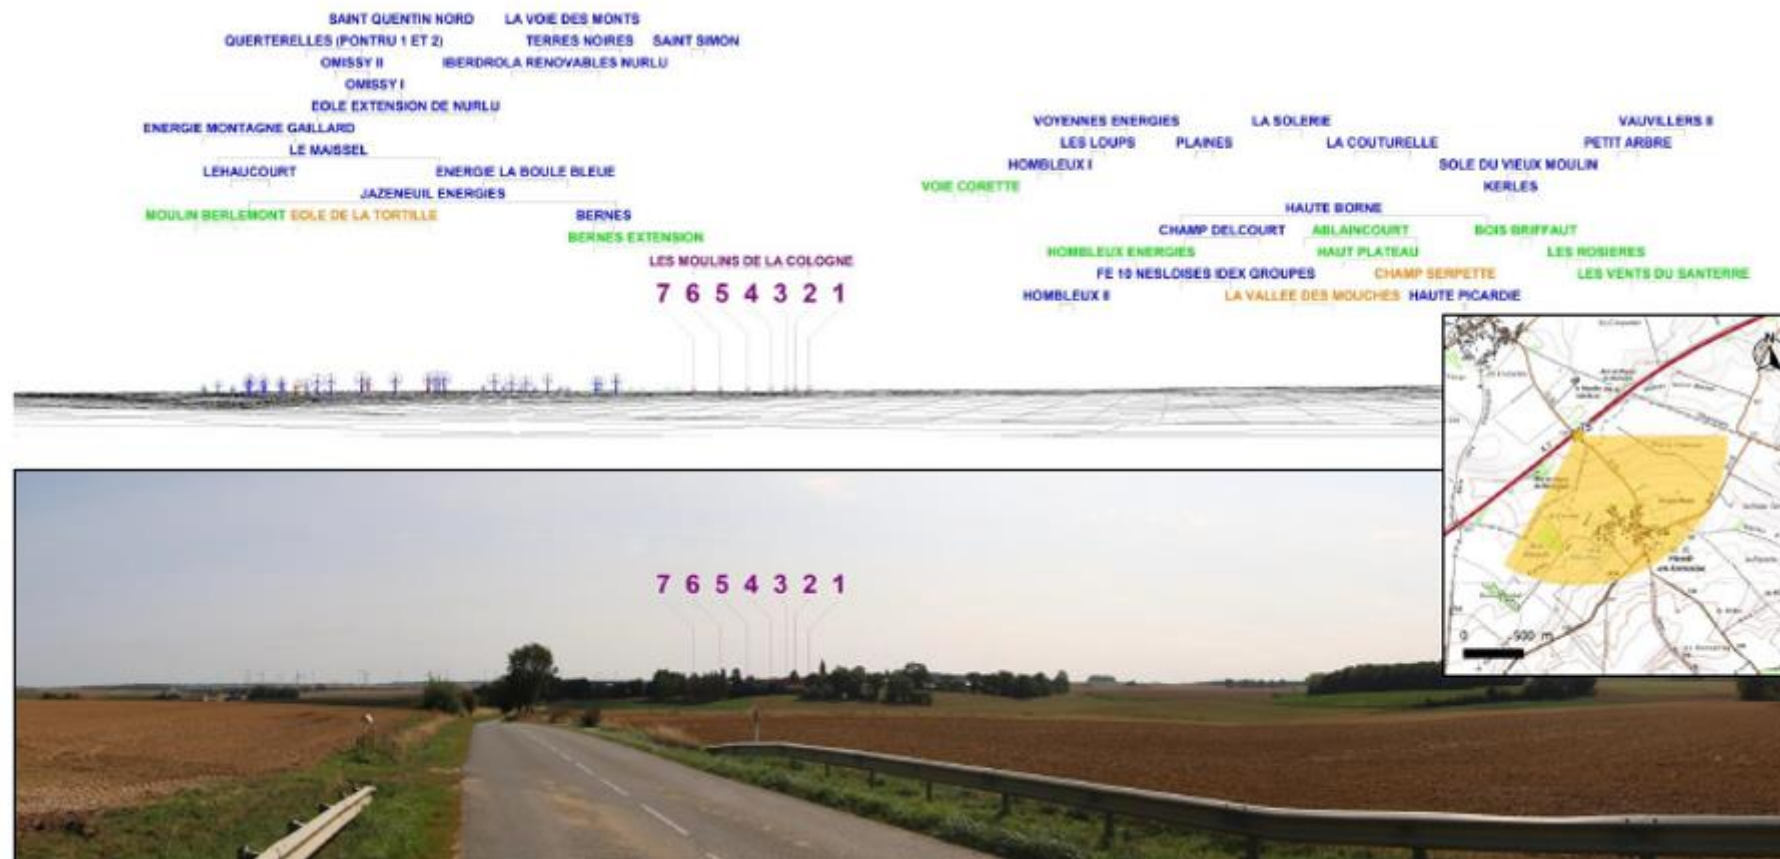 SAINT QUENTIN NORD LA VOIE DES MONTS
QUERTERELLES (PONTRU 1 ET 2) TERRES NOIRES SAINT SIMON
OMISSY II IBERDROLA RENOVABLES NURLU
OMISSY I
EOLE EXTENSION DE NURLU
ENERGIE MONTAGNE GAILLARD
LE MAISSEL
LEHAUCOURT ENERGIE LA BOULE BLEUE
JAZENEUIL ENERGIES
MOULIN BERLEMONT EOLE DE LA TORTILLE BERNES
BERNES EXTENSION
LES MOULINS DE LA COLOGNE
7 6 5 4 3 2 1
VOYENNES ENERGIES LA SOLERIE VAUVILLERS II
LES LOUPS PLAINES LA COUTURELLE PETIT ARBRE
HOMBLEUX I SOLE DU VIEUX MOULIN
VOIE CORETTE KERLES
HAUTE BORNE
CHAMP DELCOURT ABLAINCOURT BOIS BRIFFAUT
HOMBLEUX ENERGIES HAUT PLATEAU LES ROSIERES
FE 10 NESLOISES IDEX GROUPES CHAMP SERPETTE LES VENTS DU SANTERRE
HOMBLEUX II LA VALLEE DES MOUCHES HAUTE PICARDIE
N
0 500 m
7 6 5 4 3 2 1